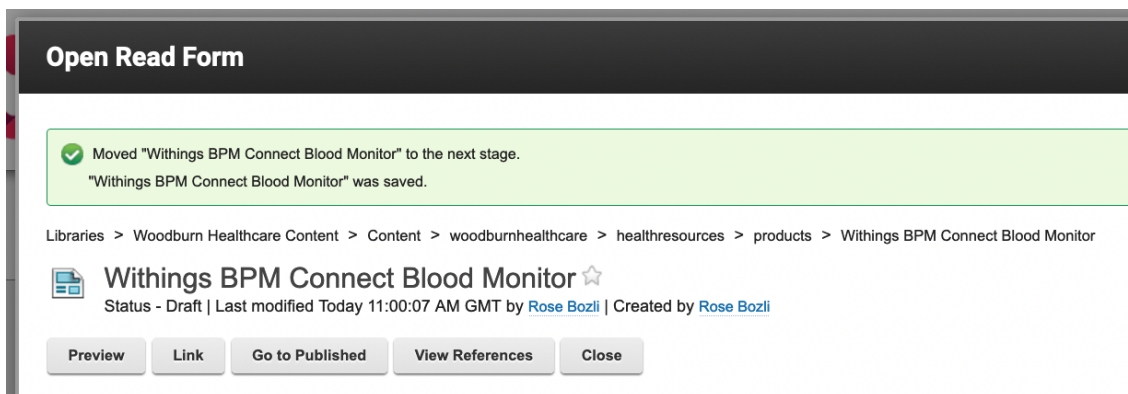 Open Read Form
Moved "Withings BPM Connect Blood Monitor" to the next stage.
"Withings BPM Connect Blood Monitor" was saved.
Libraries > Woodburn Healthcare Content > Content > woodburnhealthcare > healthresources > products > Withings BPM Connect Blood Monitor
Withings BPM Connect Blood Monitor
Status - Draft | Last modified Today 11:00:07 AM GMT by Rose Bozli | Created by Rose Bozli
Preview Link Go to Published View References Close